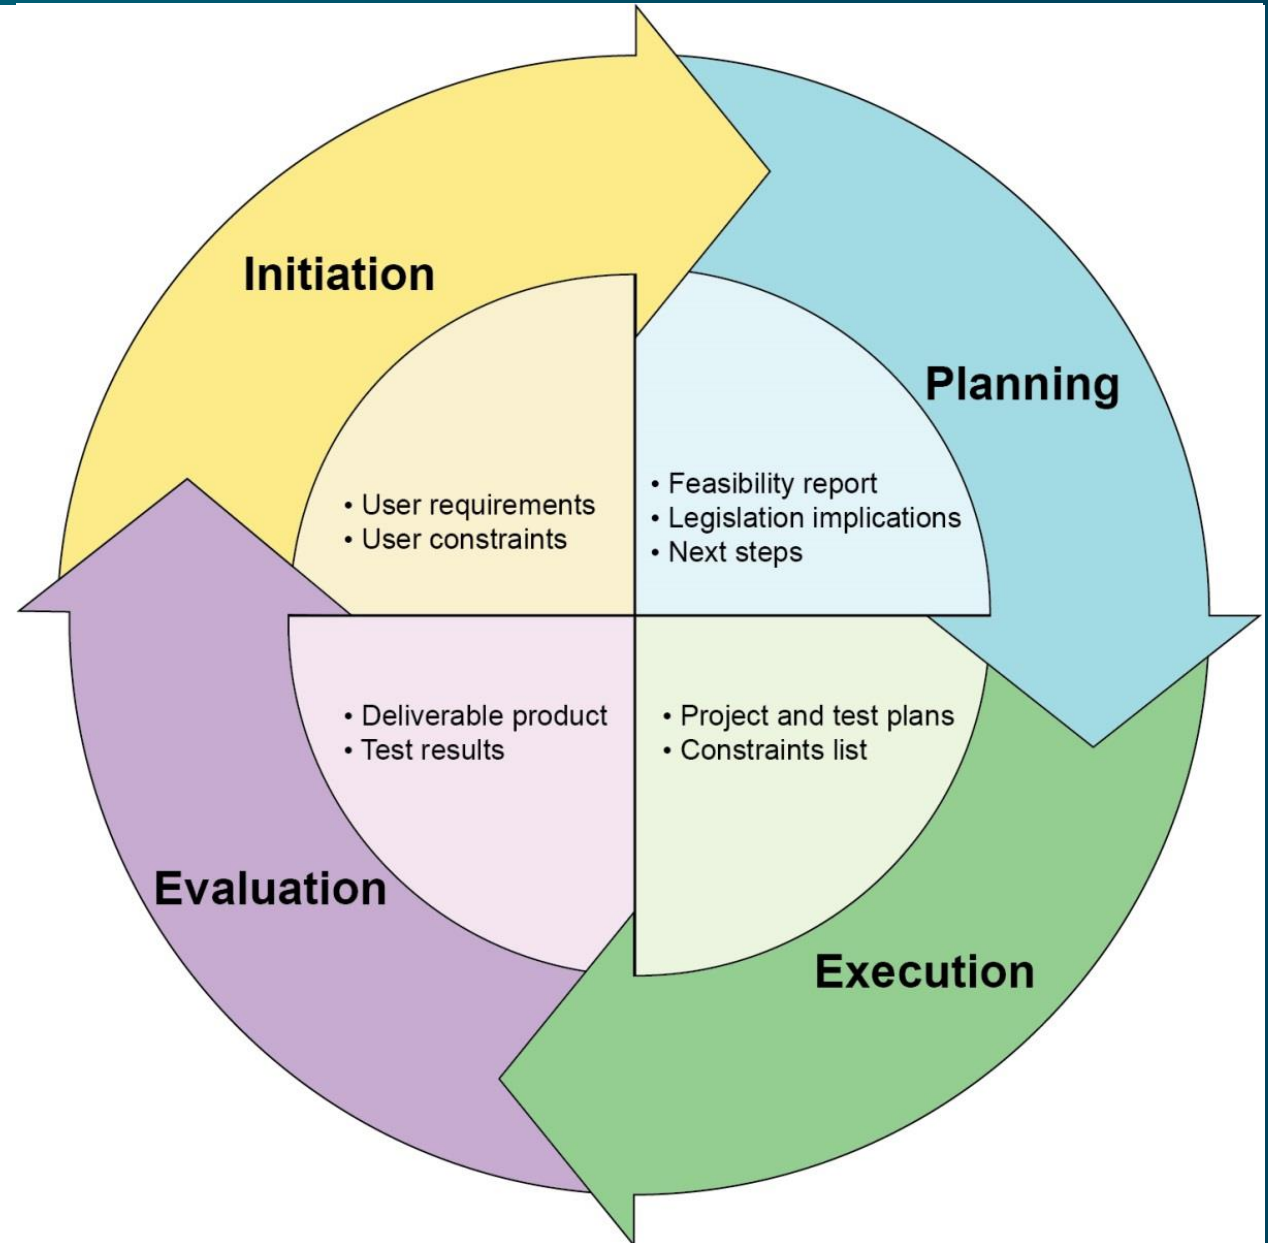 Initiation
• User requirements
• User constraints
Planning
• Feasibility report
• Legislation implications
• Next steps
Execution
• Project and test plans
• Constraints list
Evaluation
• Deliverable product
• Test results